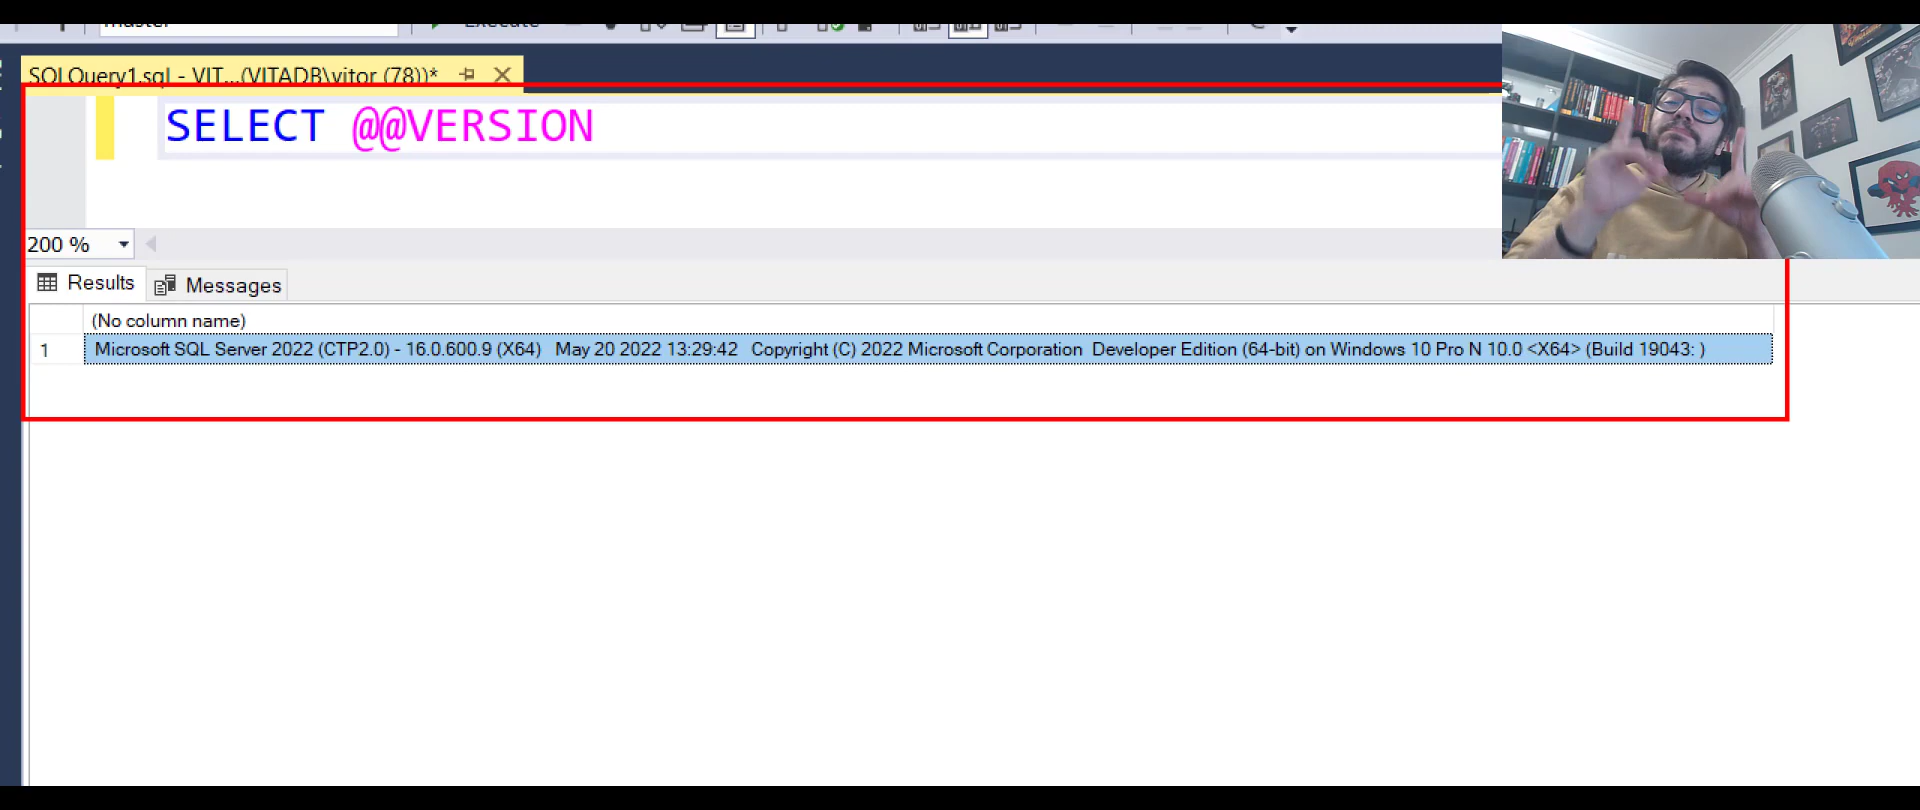 master
Execute
SQLQuery1.sql - VIT...(VITADB\vitor (78))*
SELECT @@VERSION
200 %
Results
Messages
(No column name)
1
Microsoft SQL Server 2022 (CTP2.0) - 16.0.600.9 (X64) May 20 2022 13:29:42 Copyright (C) 2022 Microsoft Corporation Developer Edition (64-bit) on Windows 10 Pro N 10.0 <X64> (Build 19043: )